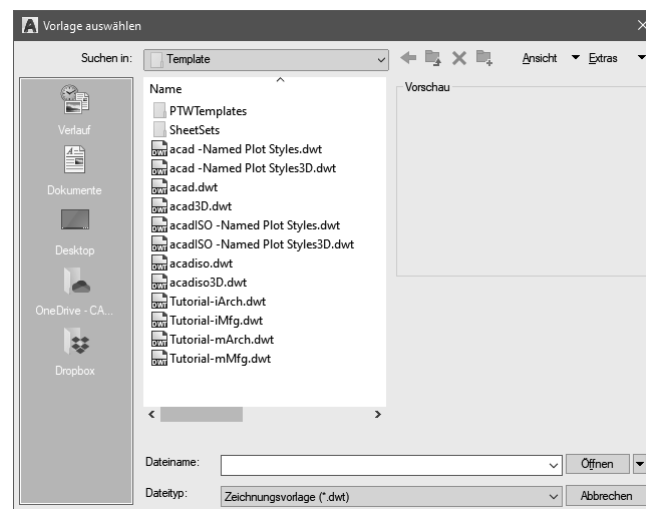 Vorlage auswählen
Suchen in: Template Ansicht Extras
Name
Vorschau
PTWTemplates
SheetSets
acad -Named Plot Styles.dwt
acad -Named Plot Styles3D.dwt
acad.dwt
acad3D.dwt
acadISO -Named Plot Styles.dwt
acadISO -Named Plot Styles3D.dwt
acadiso.dwt
acadiso3D.dwt
Tutorial-iArch.dwt
Tutorial-iMfg.dwt
Tutorial-mArch.dwt
Tutorial-mMfg.dwt
Verlauf
Dokumente
Desktop
OneDrive - CA...
Dropbox
Dateiname: Öffnen
Dateityp: Zeichnungsvorlage (*.dwt) Abbrechen